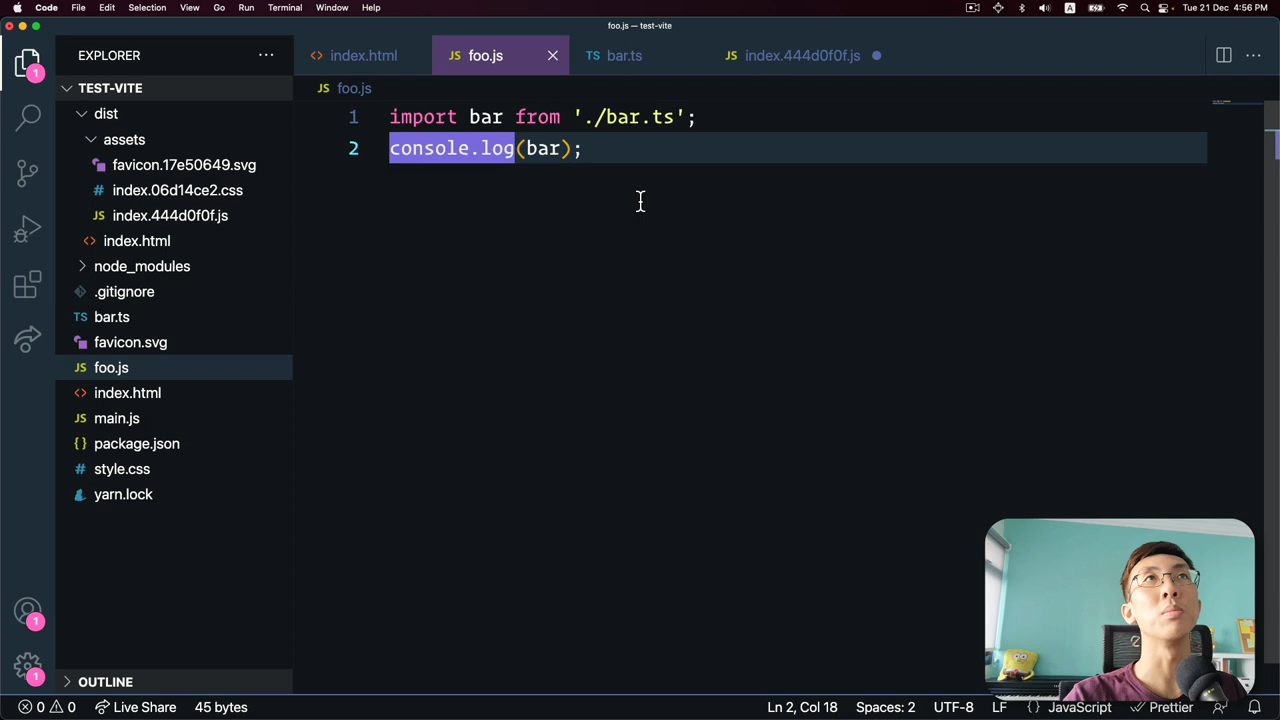 Code File Edit Selection View Go Run Terminal Window Help A Tue 21 Dec 4:56 PM
foo.js — test-vite
EXPLORER
index.html
JS foo.js
TS bar.ts
JS index.444d0f0f.js
1
TEST-VITE
JS foo.js
dist
assets
favicon.17e50649.svg
# index.06d14ce2.css
JS index.444d0f0f.js
<> index.html
node_modules
.gitignore
TS bar.ts
favicon.svg
JS foo.js
<> index.html
JS main.js
{ } package.json
# style.css
yarn.lock
1 import bar from './bar.ts';
2 console.log(bar);
1
1
OUTLINE
0 0 Live Share 45 bytes Ln 2, Col 18 Spaces: 2 UTF-8 LF { } JavaScript Prettier